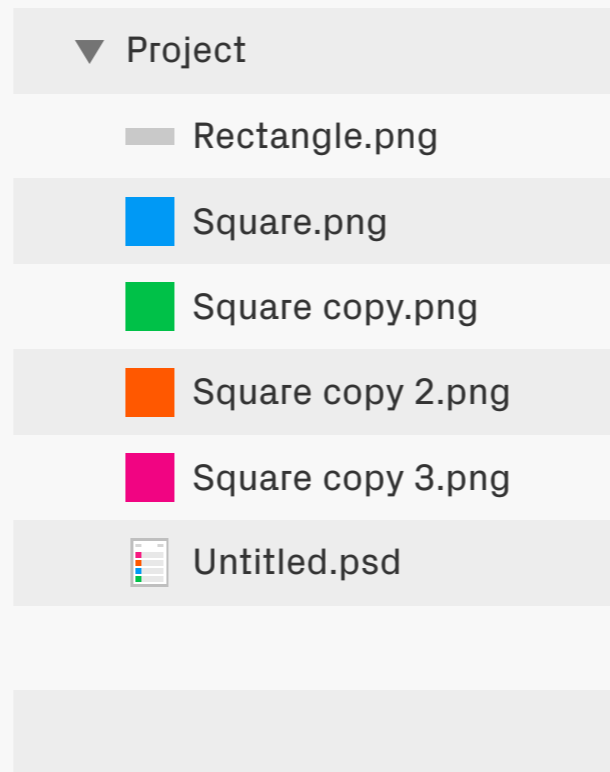 Project
Rectangle.png
Square.png
Square copy.png
Square copy 2.png
Square copy 3.png
Untitled.psd